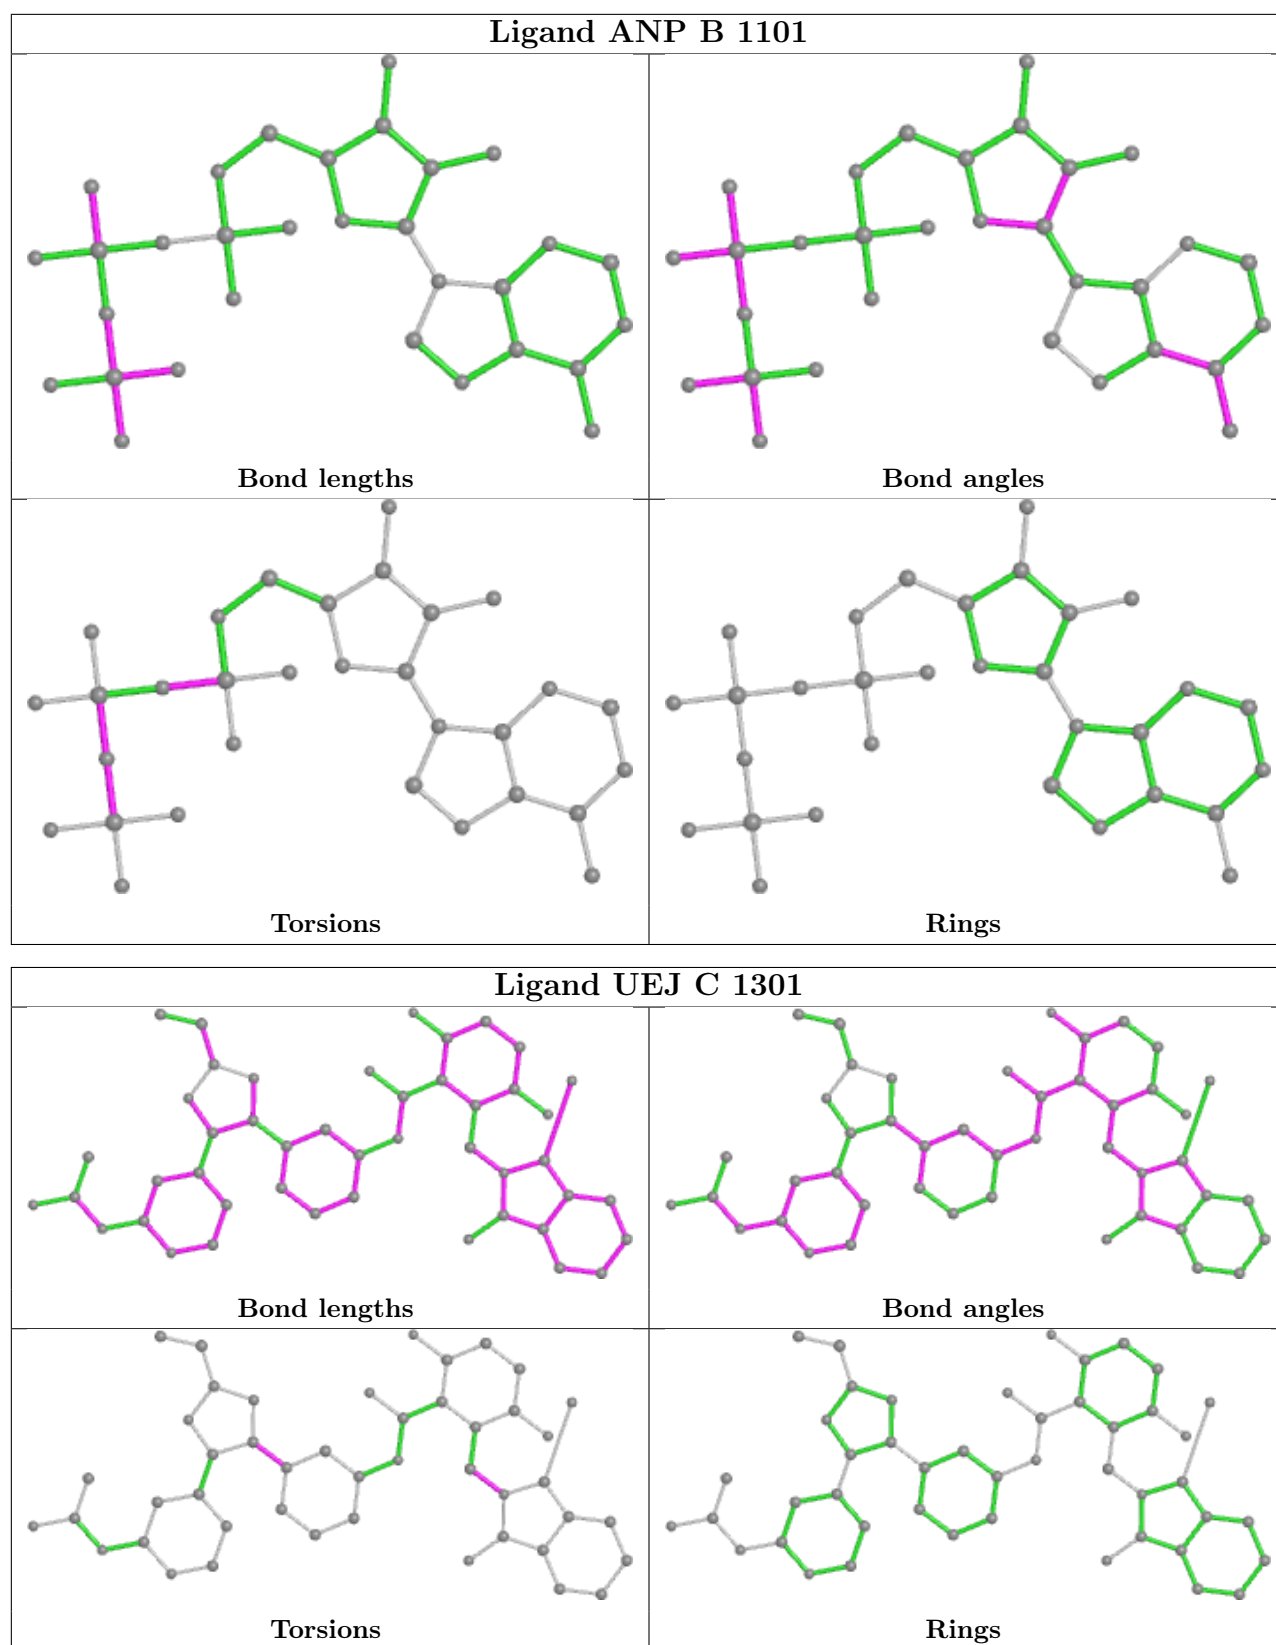 Ligand ANP B 1101
Bond lengths
Bond angles
Torsions
Rings
Ligand UEJ C 1301
Bond lengths
Bond angles
Torsions
Rings